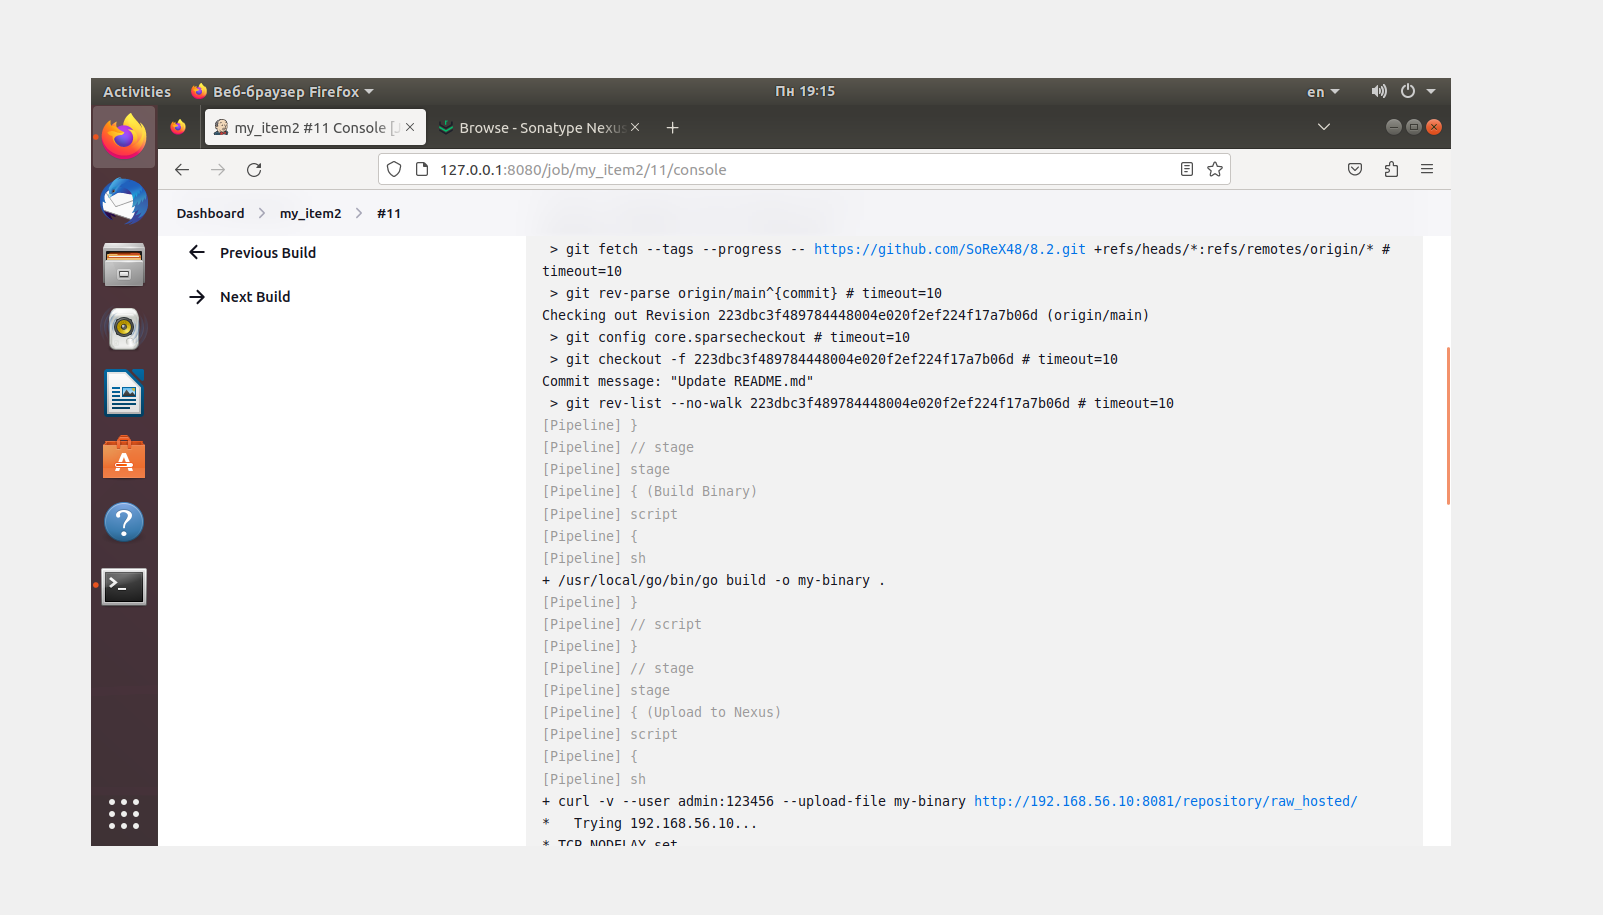 Activities Веб-браузер Firefox Пн 19:15 en
my_item2 #11 Console [J Browse - Sonatype Nexus
127.0.0.1:8080/job/my_item2/11/console
Dashboard my_item2 #11
Previous Build
Next Build
> git fetch --tags --progress -- https://github.com/SoReX48/8.2.git +refs/heads/*:refs/remotes/origin/* #
timeout=10
> git rev-parse origin/main^{commit} # timeout=10
Checking out Revision 223dbc3f489784448004e020f2ef224f17a7b06d (origin/main)
> git config core.sparsecheckout # timeout=10
> git checkout -f 223dbc3f489784448004e020f2ef224f17a7b06d # timeout=10
Commit message: "Update README.md"
> git rev-list --no-walk 223dbc3f489784448004e020f2ef224f17a7b06d # timeout=10
[Pipeline] }
[Pipeline] // stage
[Pipeline] stage
[Pipeline] { (Build Binary)
[Pipeline] script
[Pipeline] {
[Pipeline] sh
+ /usr/local/go/bin/go build -o my-binary .
[Pipeline] }
[Pipeline] // script
[Pipeline] }
[Pipeline] // stage
[Pipeline] stage
[Pipeline] { (Upload to Nexus)
[Pipeline] script
[Pipeline] {
[Pipeline] sh
+ curl -v --user admin:123456 --upload-file my-binary http://192.168.56.10:8081/repository/raw_hosted/
* Trying 192.168.56.10...
* TCP_NODELAY set